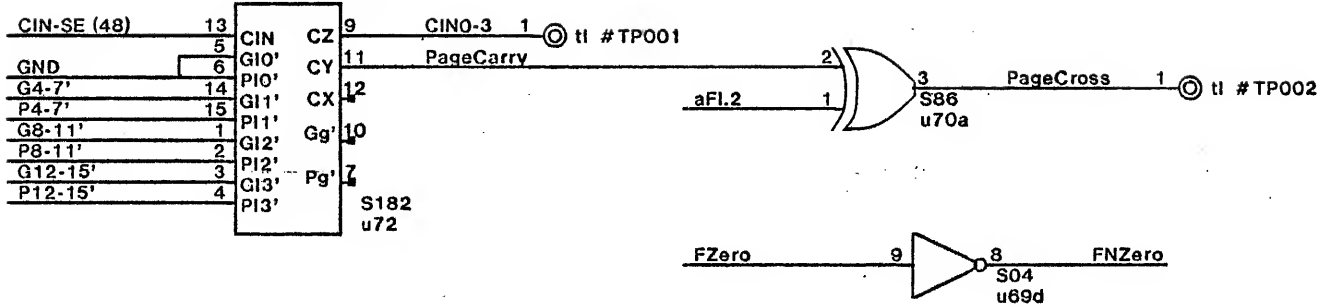 CIN-SE (48) 13 CIN CZ 9 CIN0-3 1 tl #TP001
5 GI0'
GND 6 PI0' CY 11 PageCarry 2
G4-7' 14 GI1' CX 12
P4-7' 15 PI1'
G8-11' 1 GI2' Gg' 10
P8-11' 2 PI2'
G12-15' 3 GI3' Pg' 7
P12-15' 4 PI3'
S182
u72
aFl.2 1
3 PageCross 1 tl #TP002
S86
u70a
FZero 9 8 FNZero
S04
u69d